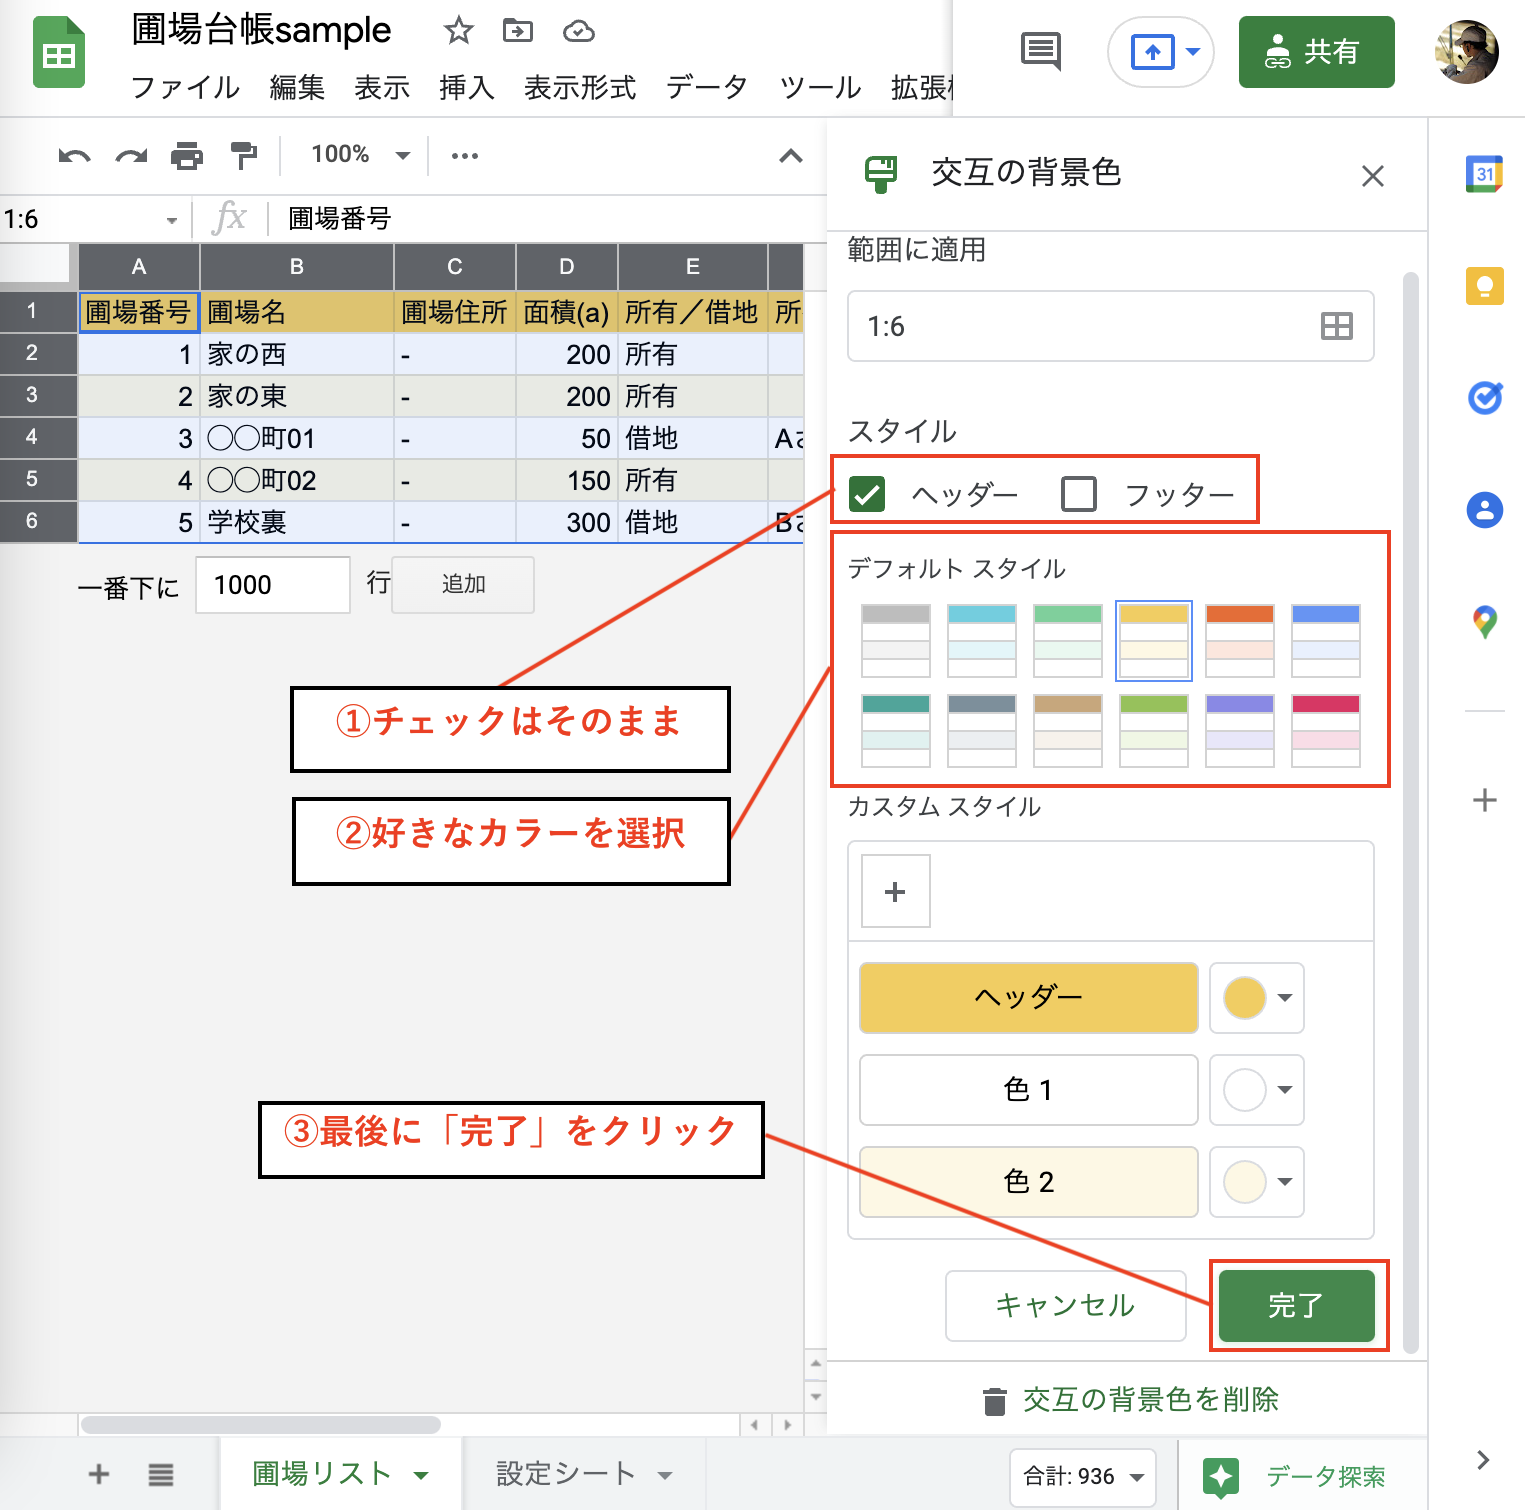 圃場台帳sample
ファイル 編集 表示 挿入 表示形式 データ ツール 拡張
共有
100%
1:6
fx 圃場番号
A B C D E
1 圃場番号 圃場名 圃場住所 面積(a) 所有／借地 所
2 1 家の西 - 200 所有
3 2 家の東 - 200 所有
4 3 ◯◯町01 - 50 借地 Aさ
5 4 ◯◯町02 - 150 所有
6 5 学校裏 - 300 借地 Bさ
一番下に 1000 行 追加
①チェックはそのまま
②好きなカラーを選択
③最後に「完了」をクリック
交互の背景色
範囲に適用
1:6
スタイル
ヘッダー フッター
デフォルト スタイル
カスタム スタイル
+
ヘッダー
色 1
色 2
キャンセル 完了
交互の背景色を削除
31
圃場リスト 設定シート 合計: 936 データ探索